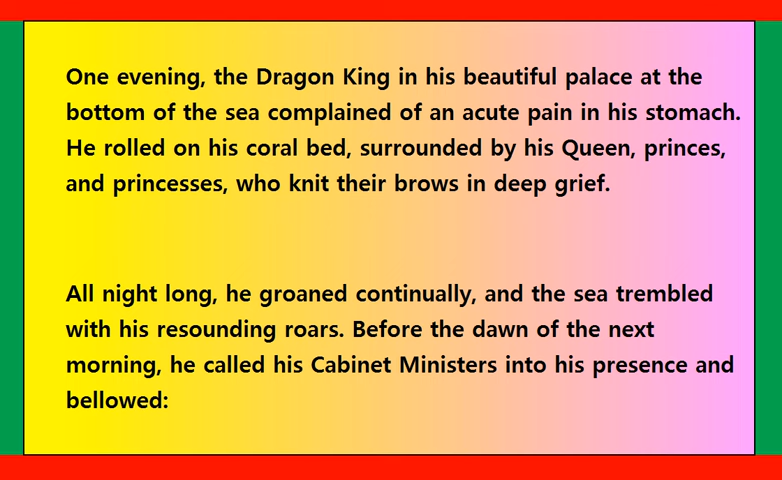 One evening, the Dragon King in his beautiful palace at the
bottom of the sea complained of an acute pain in his stomach.
He rolled on his coral bed, surrounded by his Queen, princes,
and princesses, who knit their brows in deep grief.
All night long, he groaned continually, and the sea trembled
with his resounding roars. Before the dawn of the next
morning, he called his Cabinet Ministers into his presence and
bellowed: